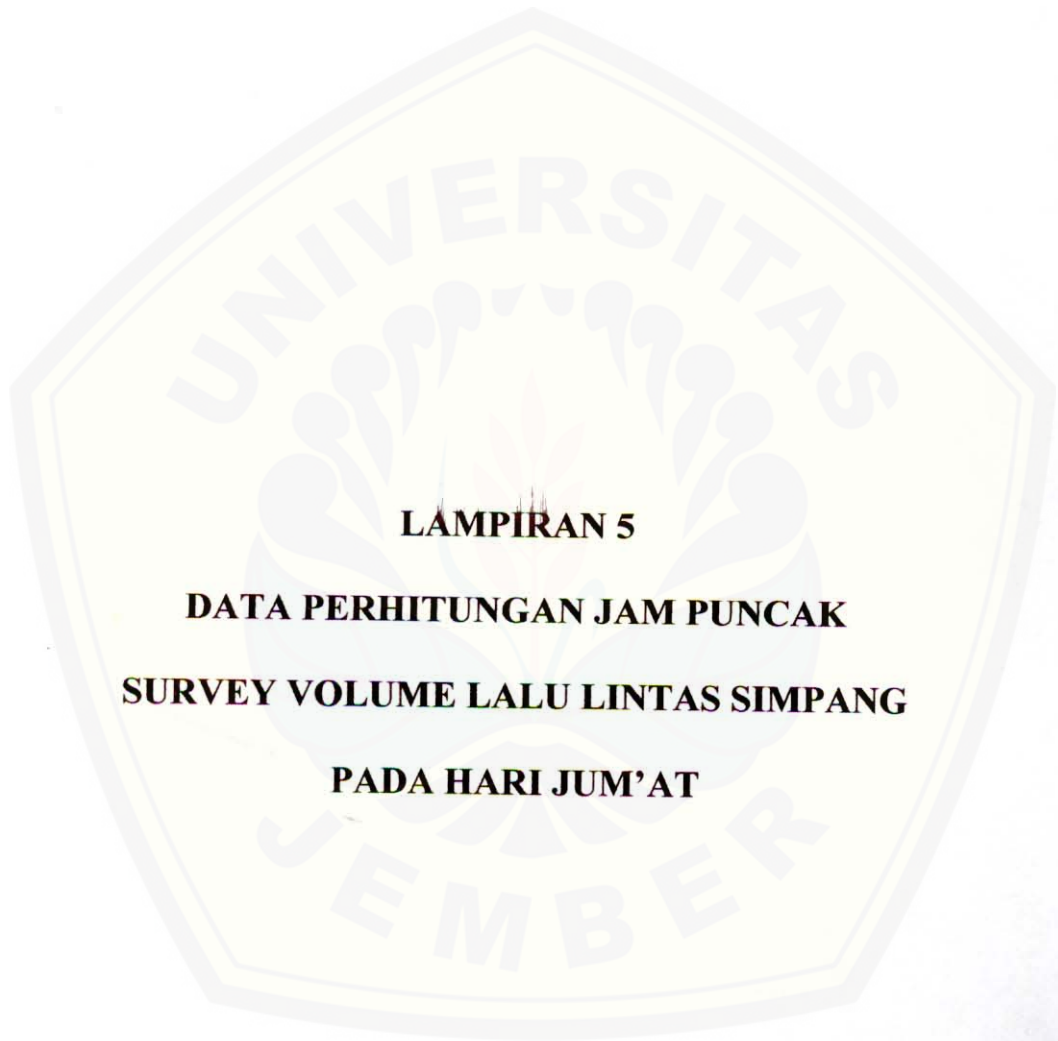 UNIVERSITAS
LAMPIRAN 5
DATA PERHITUNGAN JAM PUNCAK
SURVEY VOLUME LALU LINTAS SIMPANG
PADA HARI JUM’AT
JEMBER